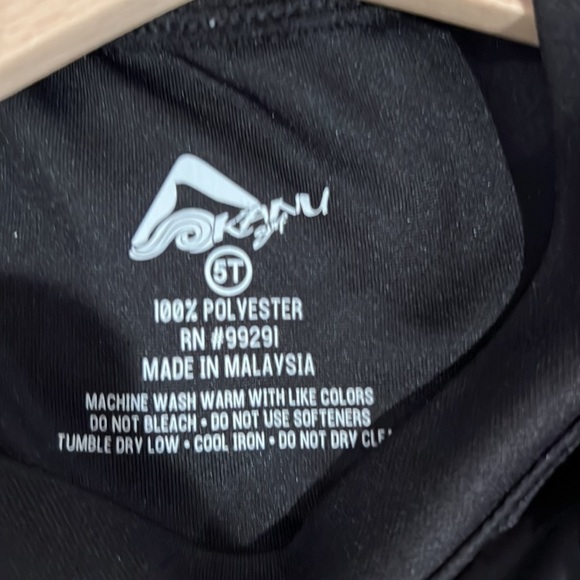 KANU
5T
100% POLYESTER
RN #99291
MADE IN MALAYSIA
MACHINE WASH WARM WITH LIKE COLORS
DO NOT BLEACH • DO NOT USE SOFTENERS
TUMBLE DRY LOW • COOL IRON • DO NOT DRY